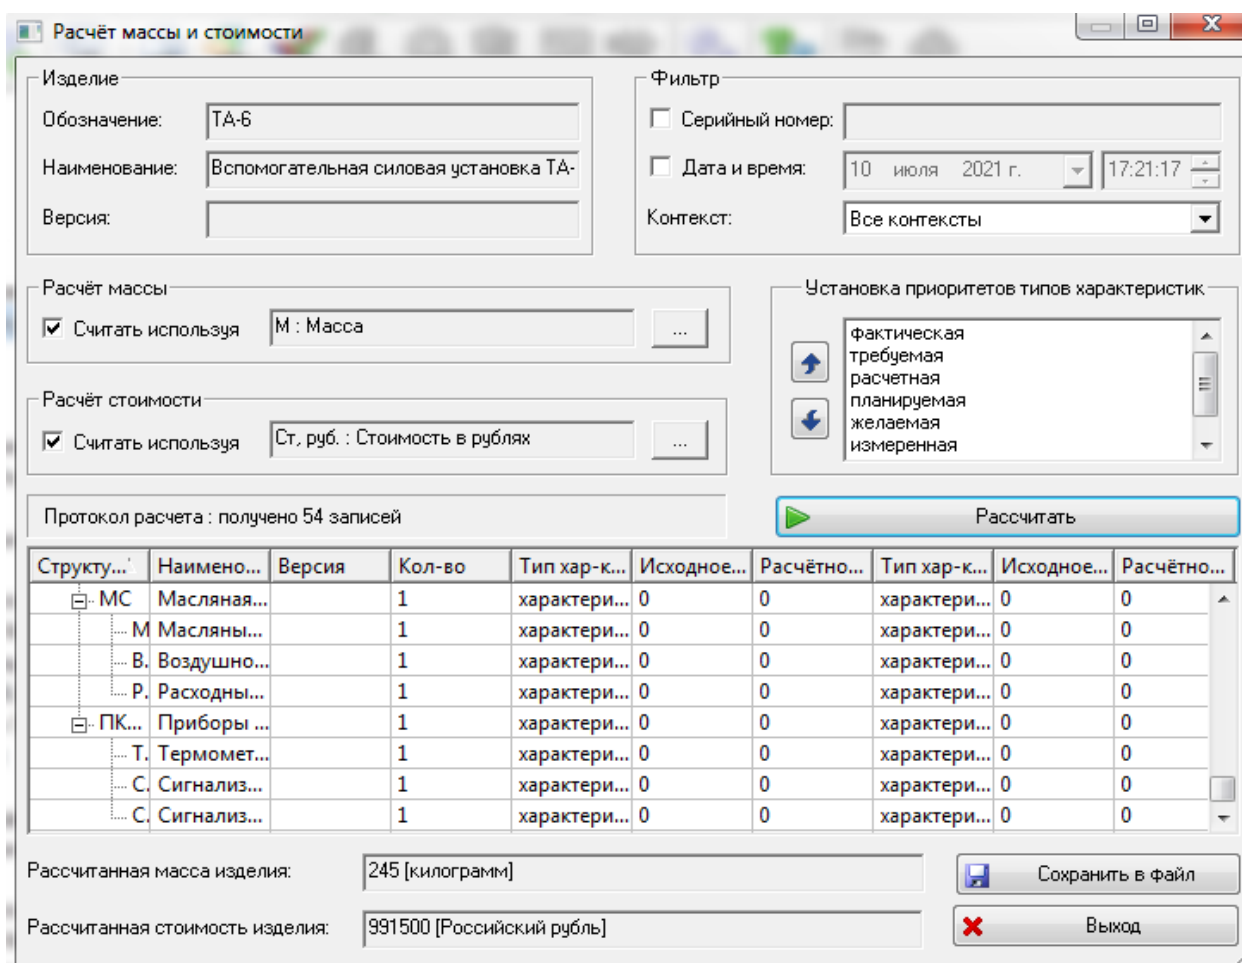 Расчёт массы и стоимости
Изделие
Обозначение: ТА-6
Наименование: Вспомогательная силовая установка ТА-
Версия:
Фильтр
Серийный номер:
Дата и время: 10 июля 2021 г. 17:21:17
Контекст: Все контексты
Расчёт массы
Считать используя М : Масса ...
Расчёт стоимости
Считать используя Ст, руб. : Стоимость в рублях ...
Установка приоритетов типов характеристик
фактическая
требуемая
расчетная
планируемая
желаемая
измеренная
Протокол расчета : получено 54 записей
Рассчитать
Структу... Наимено... Версия Кол-во Тип хар-к... Исходное... Расчётно... Тип хар-к... Исходное... Расчётно...
МС Масляная... 1 характери... 0 0 характери... 0 0
М Масляны... 1 характери... 0 0 характери... 0 0
В. Воздушно... 1 характери... 0 0 характери... 0 0
Р. Расходны... 1 характери... 0 0 характери... 0 0
ПК... Приборы ... 1 характери... 0 0 характери... 0 0
Т. Термомет... 1 характери... 0 0 характери... 0 0
С. Сигнализ... 1 характери... 0 0 характери... 0 0
С. Сигнализ... 1 характери... 0 0 характери... 0 0
Рассчитанная масса изделия: 245 [килограмм]
Сохранить в файл
Рассчитанная стоимость изделия: 991500 [Российский рубль]
Выход